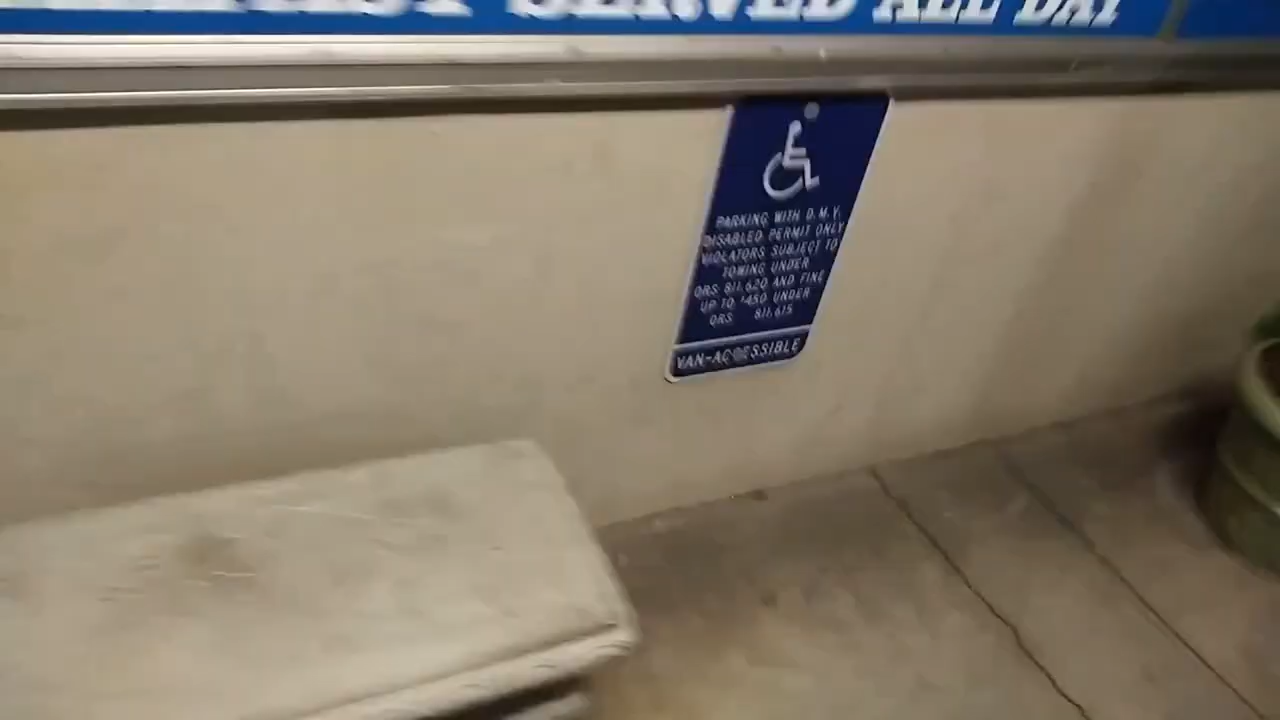 SERVED ALL DAY
PARKING WITH D.M.V.
DISABLED PERMIT ONLY
VIOLATORS SUBJECT TO
TOWING UNDER
ORS 811.620 AND FINE
UP TO $450 UNDER
ORS 811.615
VAN-ACCESSIBLE